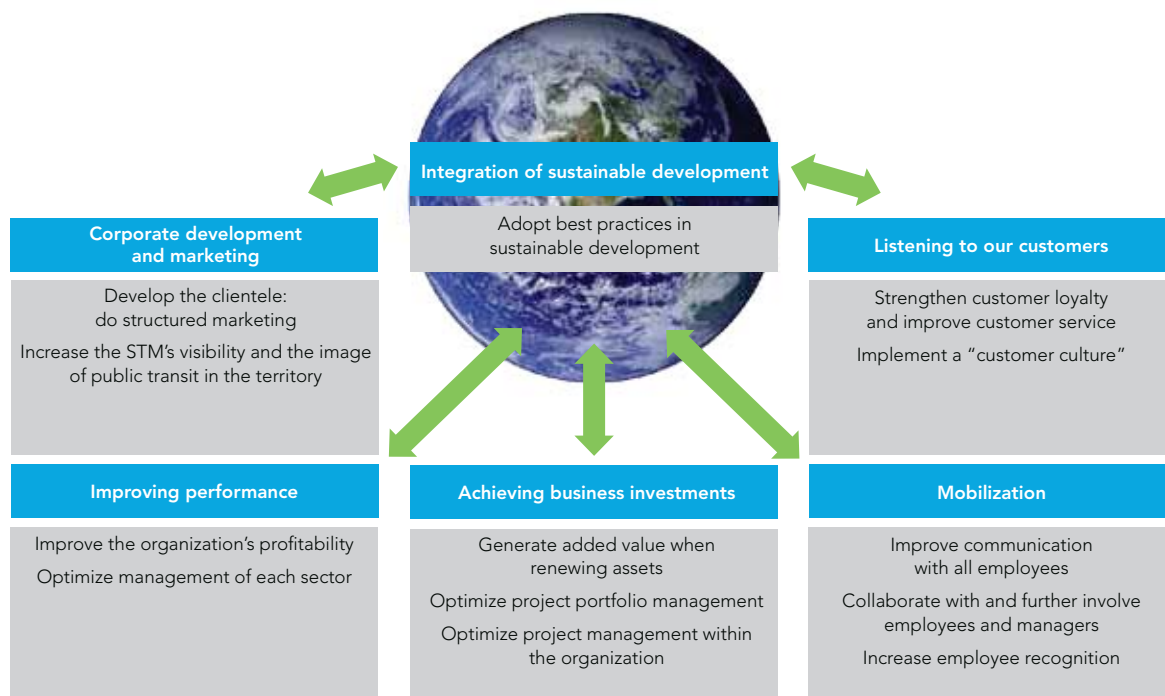 Integration of sustainable development
Adopt best practices in
sustainable development
Corporate development
and marketing
Develop the clientele:
do structured marketing
Increase the STM’s visibility and the image
of public transit in the territory
Listening to our customers
Strengthen customer loyalty
and improve customer service
Implement a “customer culture”
Improving performance
Improve the organization’s profitability
Optimize management of each sector
Achieving business investments
Generate added value when
renewing assets
Optimize project portfolio management
Optimize project management within
the organization
Mobilization
Improve communication
with all employees
Collaborate with and further involve
employees and managers
Increase employee recognition